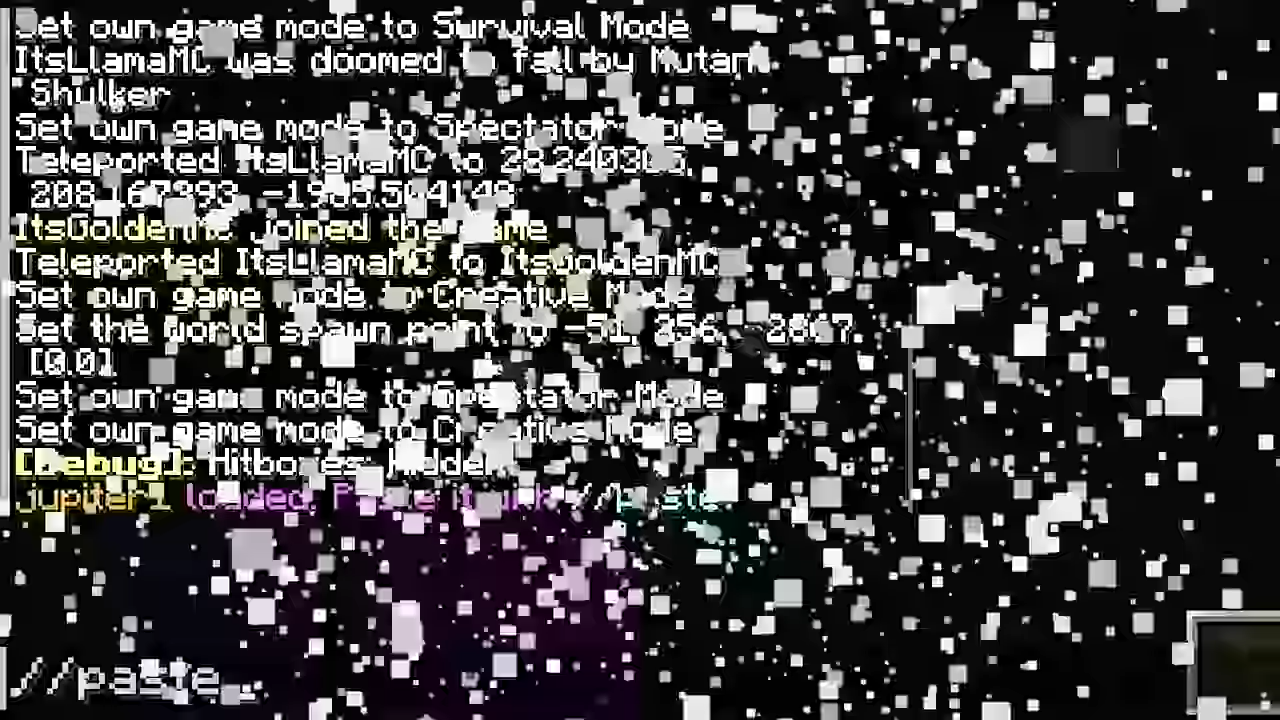 Set own game mode to Survival Mode
ItsLlamaMC was doomed to fall by Mutant
Shulker
Set own game mode to Spectator Mode
Teleported ItsLlamaMC to
ItsGoldenMC joined the game
Teleported ItsLlamaMC to ItsGoldenMC
Set own game mode to Creative Mode
Set the world spawn point to -51, 256,
[0.0]
Set own game mode to Spectator Mode
Set own game mode to Creative Mode
[Debug]: Hitboxes: hidden
jupiter1 loaded. Paste it with //paste
//paste_